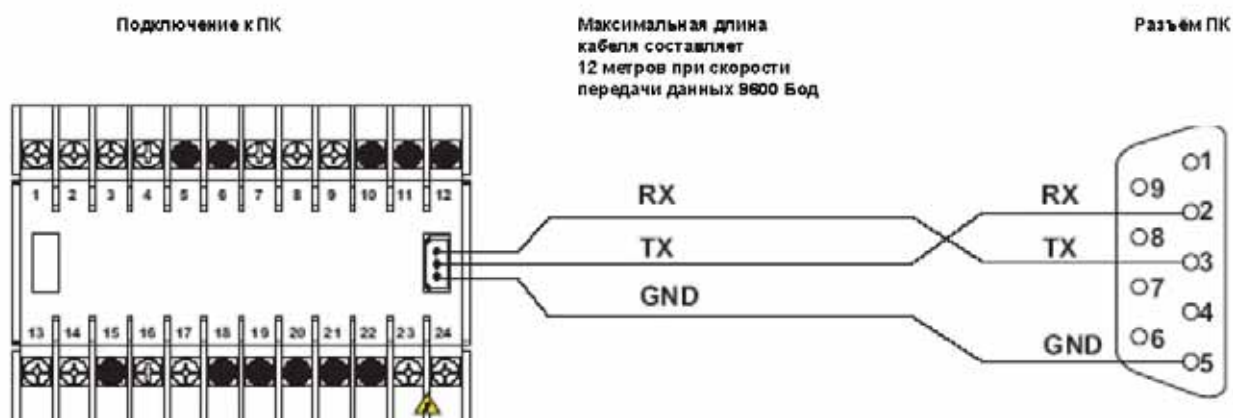 Подключение к ПК
Максимальная длина
кабеля составляет
12 метров при скорости
передачи данных 9600 Бод
Разъём ПК
1 2 3 4 5 6 7 8 9 10 11 12
RX
TX
GND
13 14 15 16 17 18 19 20 21 22 23 24
RX
TX
GND
1
9
2
8
3
7
4
6
5